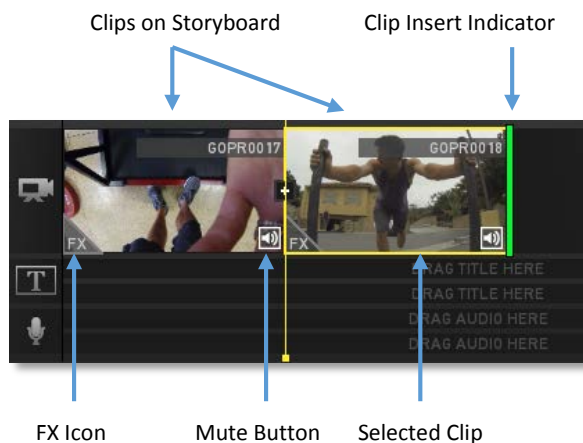 Clips on Storyboard
Clip Insert Indicator
GOPR0017
GOPR0018
FX
FX
T
DRAG TITLE HERE
DRAG TITLE HERE
DRAG AUDIO HERE
DRAG AUDIO HERE
FX Icon
Mute Button
Selected Clip